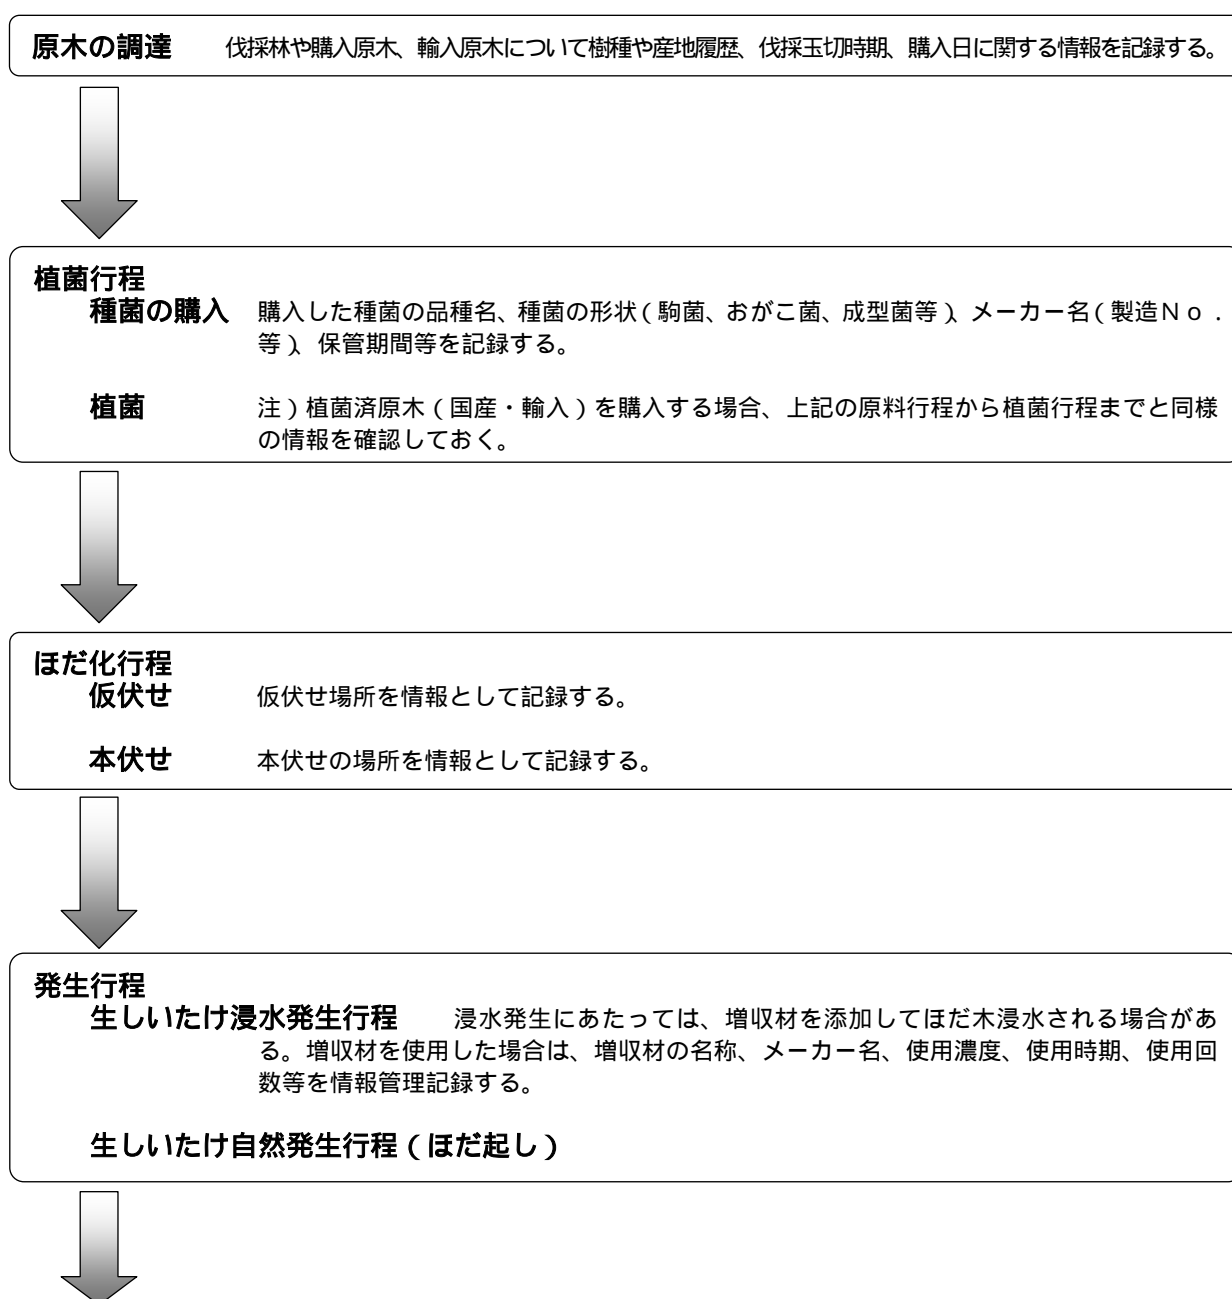 原木の調達　伐採林や購入原木、輸入原木について樹種や産地履歴、伐採玉切時期、購入日に関する情報を記録する。
植菌行程
種菌の購入　購入した種菌の品種名、種菌の形状（駒菌、おがこ菌、成型菌等）、メーカー名（製造Ｎｏ．
等）、保管期間等を記録する。
植菌　注）植菌済原木（国産・輸入）を購入する場合、上記の原料行程から植菌行程までと同様
の情報を確認しておく。
ほだ化行程
仮伏せ　仮伏せ場所を情報として記録する。
本伏せ　本伏せの場所を情報として記録する。
発生行程
生しいたけ浸水発生行程　浸水発生にあたっては、増収材を添加してほだ木浸水される場合があ
る。増収材を使用した場合は、増収材の名称、メーカー名、使用濃度、使用時期、使用回
数等を情報管理記録する。
生しいたけ自然発生行程（ほだ起し）